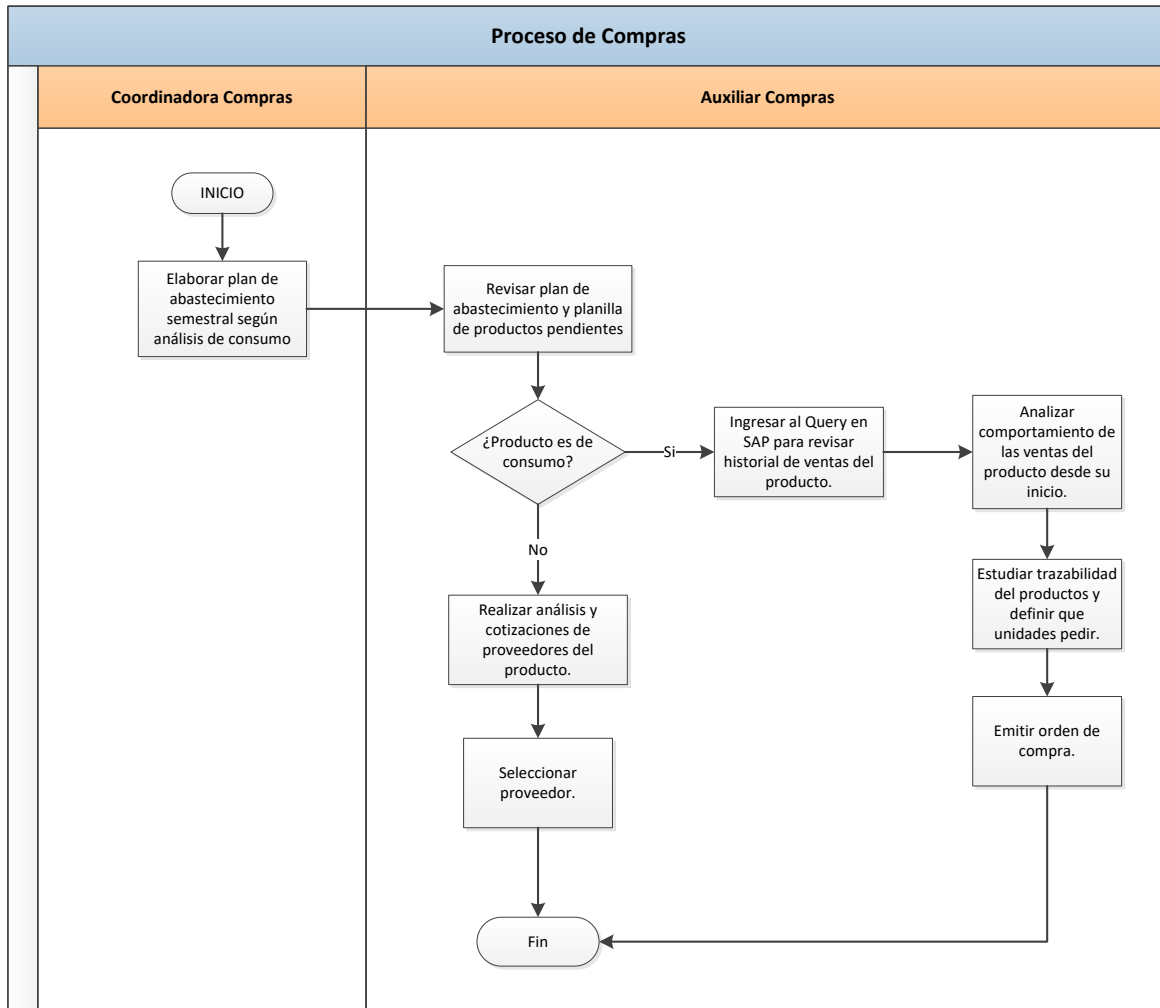 Proceso de Compras
Coordinadora Compras
Auxiliar Compras
INICIO
Elaborar plan de
abastecimiento
semestral según
análisis de consumo
Revisar plan de
abastecimiento y planilla
de productos pendientes
¿Producto es de
consumo?
Si
Ingresar al Query en
SAP para revisar
historial de ventas del
producto.
Analizar
comportamiento de
las ventas del
producto desde su
inicio.
No
Estudiar trazabilidad
del productos y
definir que
unidades pedir.
Realizar análisis y
cotizaciones de
proveedores del
producto.
Emitir orden de
compra.
Seleccionar
proveedor.
Fin